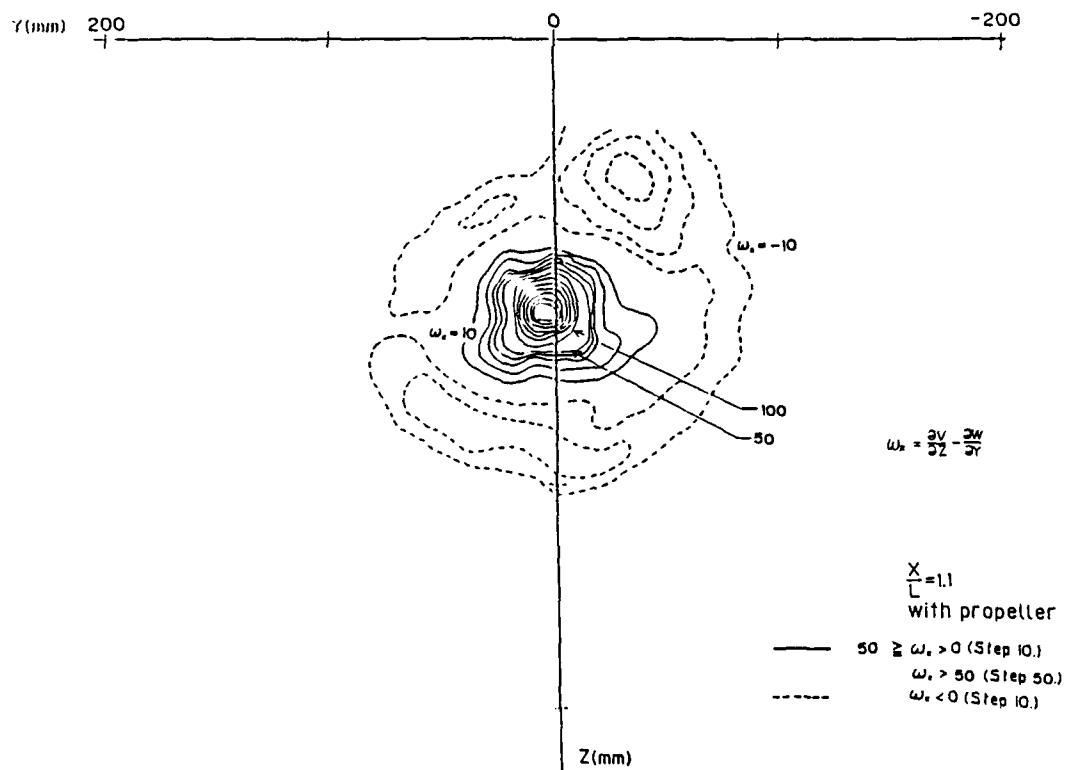 Y(mm) 200 0 -200
ωx = -10
ωx = 10
100
50
ωx = ∂V/∂Z - ∂W/∂Y
X/L = 1.1
with propeller
50 ≧ ωx > 0 (Step 10.)
ωx > 50 (Step 50.)
ωx < 0 (Step 10.)
Z(mm)